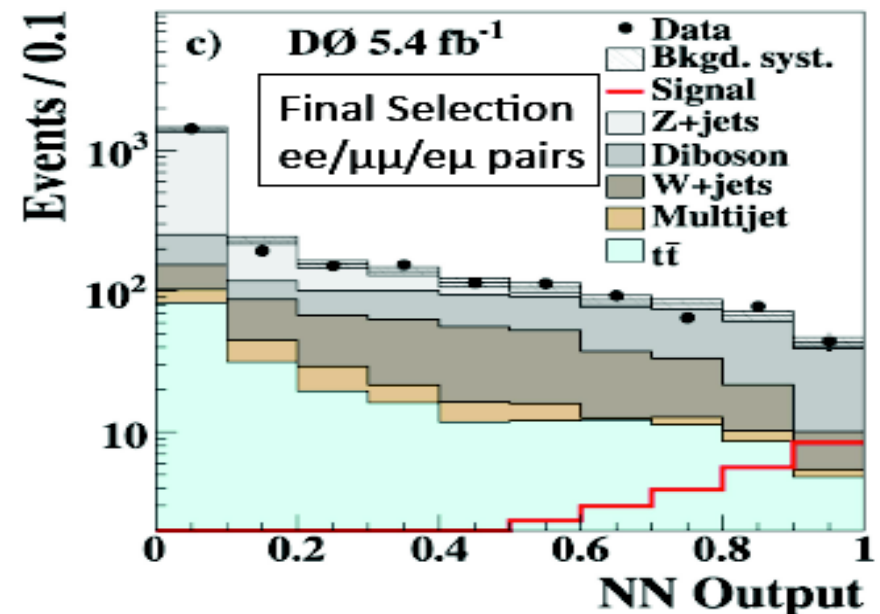 c) DØ 5.4 fb⁻¹
Final Selection
ee/μμ/eμ pairs
Data
Bkgd. syst.
Signal
Z+jets
Diboson
W+jets
Multijet
tt̄
Events / 0.1
10³
10²
10
0 0.2 0.4 0.6 0.8 1
NN Output